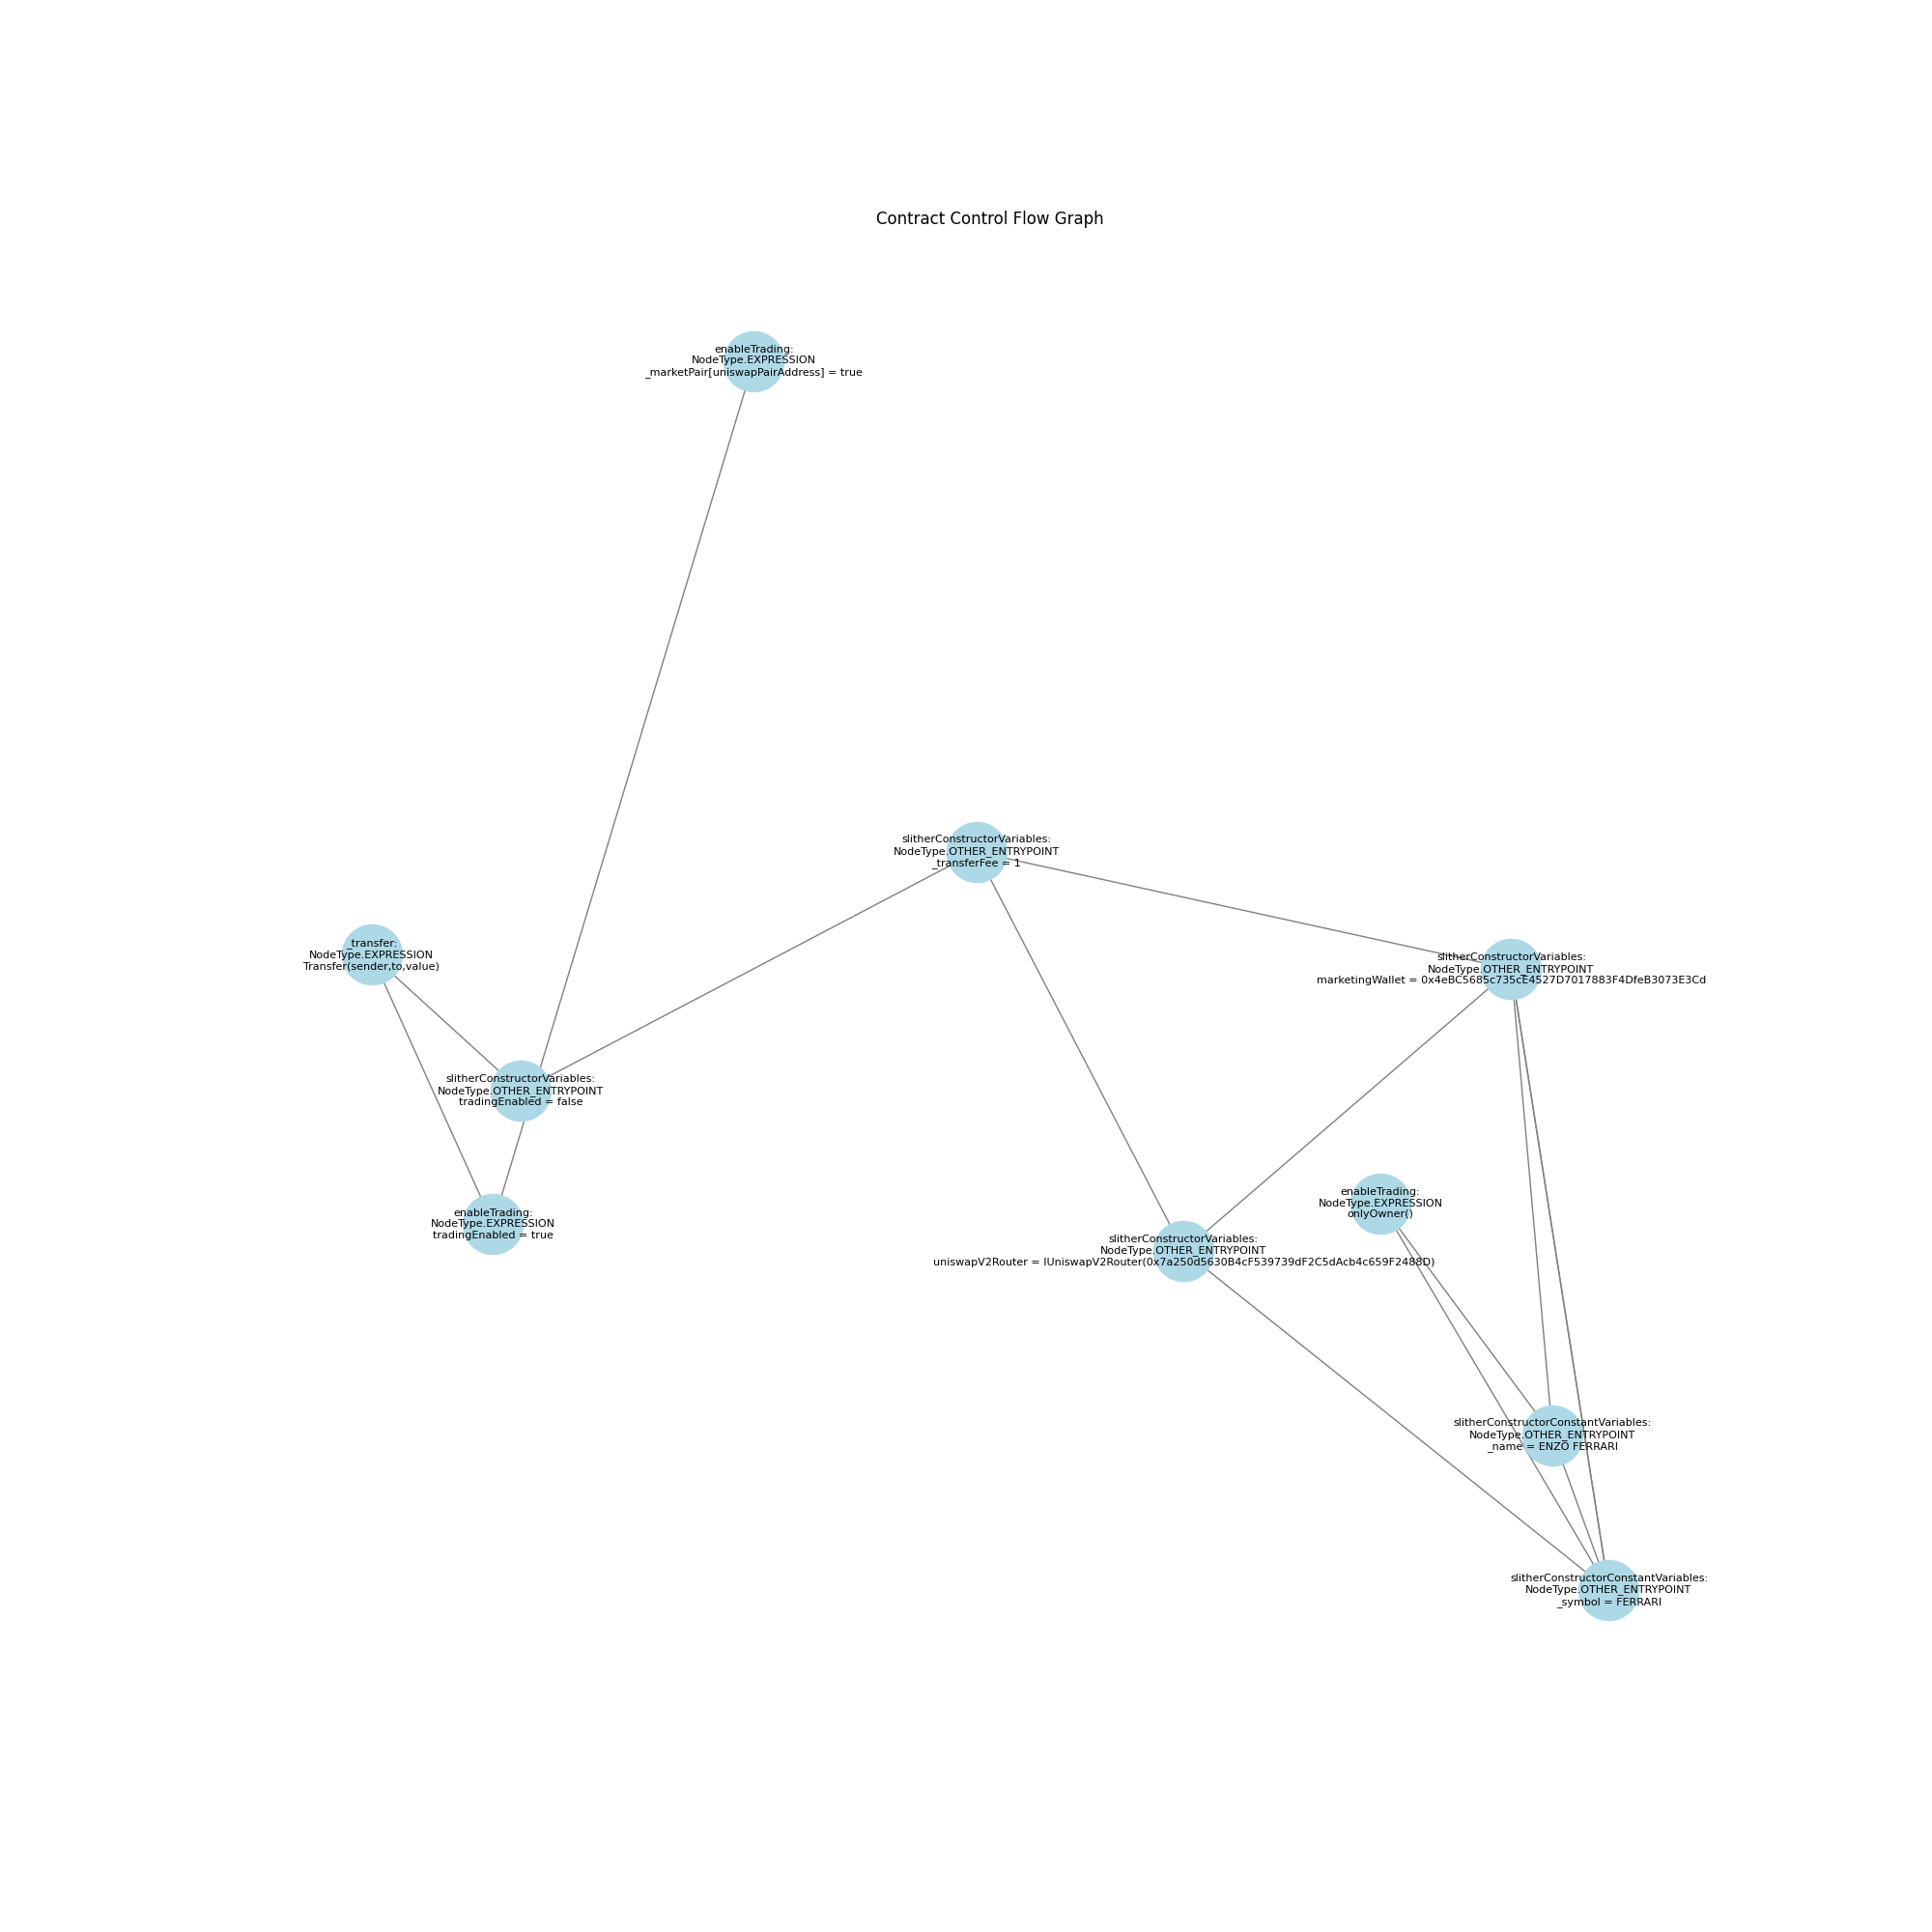 Contract Control Flow Graph
enableTrading:
NodeType.EXPRESSION
_marketPair[uniswapPairAddress] = true
slitherConstructorVariables:
NodeType.OTHER_ENTRYPOINT
_transferFee = 1
_transfer:
NodeType.EXPRESSION
Transfer(sender,to,value)
slitherConstructorVariables:
NodeType.OTHER_ENTRYPOINT
marketingWallet = 0x4eBC5685c735cE4527D7017883F4DfeB3073E3Cd
slitherConstructorVariables:
NodeType.OTHER_ENTRYPOINT
tradingEnabled = false
enableTrading:
NodeType.EXPRESSION
onlyOwner()
enableTrading:
NodeType.EXPRESSION
tradingEnabled = true
slitherConstructorVariables:
NodeType.OTHER_ENTRYPOINT
uniswapV2Router = IUniswapV2Router(0x7a250d5630B4cF539739dF2C5dAcb4c659F2488D)
slitherConstructorConstantVariables:
NodeType.OTHER_ENTRYPOINT
_name = ENZO FERRARI
slitherConstructorConstantVariables:
NodeType.OTHER_ENTRYPOINT
_symbol = FERRARI